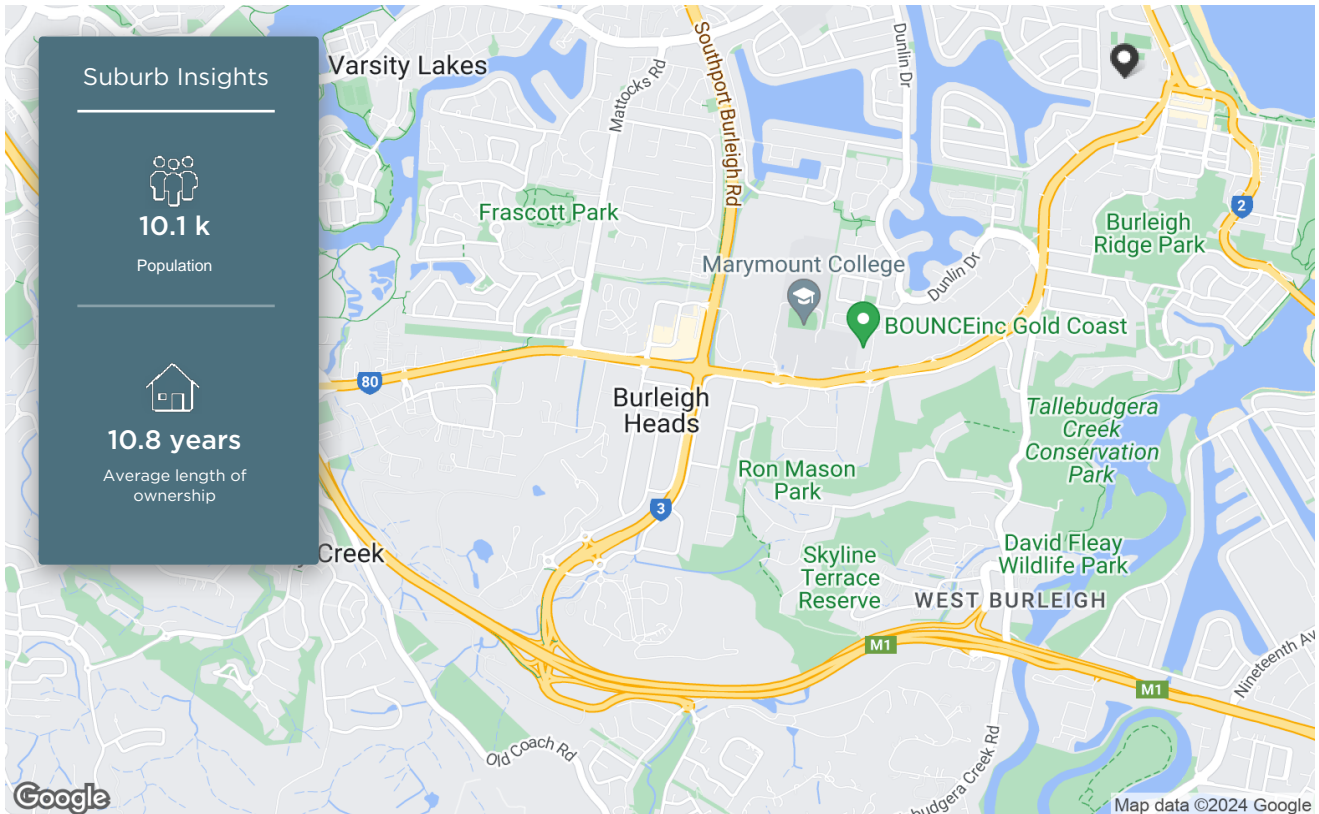 Suburb Insights
10.1 k
Population
10.8 years
Average length of
ownership
Varsity Lakes
Mattocks Rd
Southport Burleigh Rd
Dunlin Dr
Frascott Park
Burleigh
Ridge Park
2
Marymount College
Dunlin Dr
BOUNCEinc Gold Coast
80
Burleigh
Heads
Tallebudgera
Creek
Conservation
Park
Ron Mason
Park
3
Creek
Skyline
Terrace
Reserve
David Fleay
Wildlife Park
WEST BURLEIGH
M1
M1
Nineteenth Av
Old Coach Rd
budgera Creek Rd
Google
Map data ©2024 Google